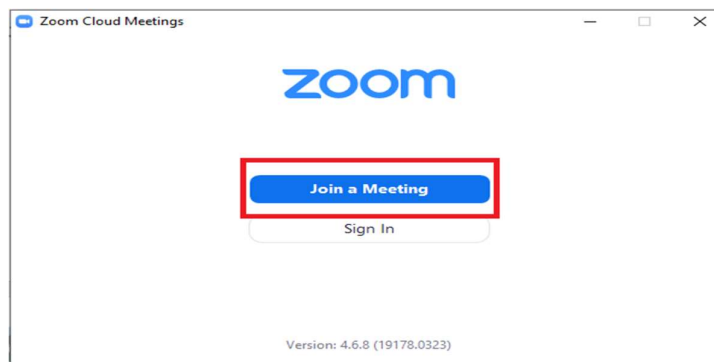 Zoom Cloud Meetings
zoom
Join a Meeting
Sign In
Version: 4.6.8 (19178.0323)